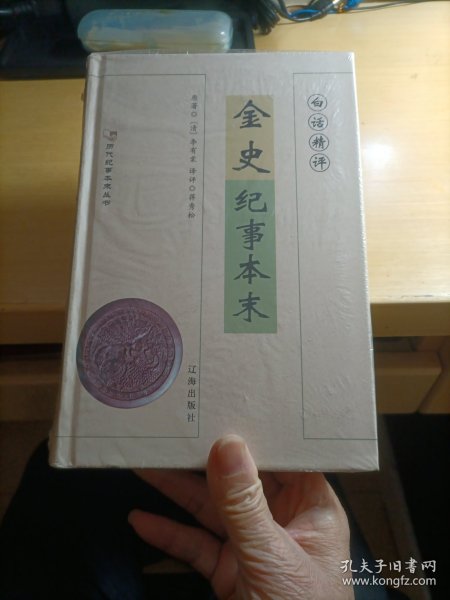 白话精评
金史纪事本末
原著◎［清］李有棠 译评◎蒋秀松
历代纪事本末丛书
辽海出版社
孔夫子旧书网
www.kongfz.com